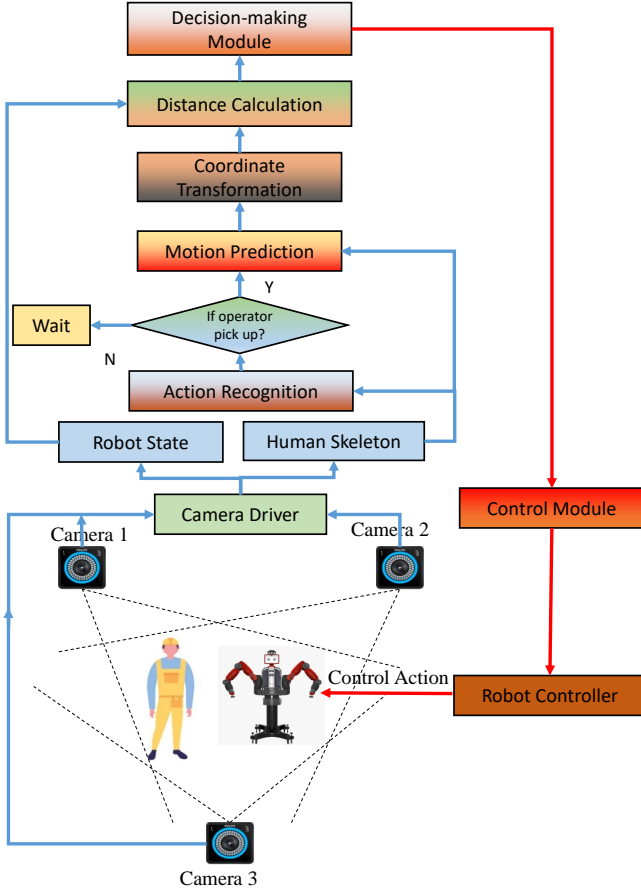 Decision-making
Module
Distance Calculation
Coordinate
Transformation
Motion Prediction
Y
If operator
pick up?
Wait
N
Action Recognition
Robot State
Human Skeleton
Camera Driver
Control Module
Camera 1
Camera 2
Control Action
Robot Controller
Camera 3